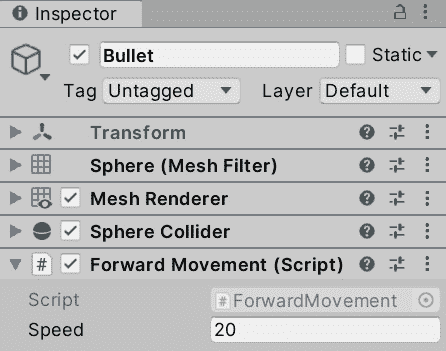 Inspector
Bullet Static
Tag Untagged Layer Default
Transform
Sphere (Mesh Filter)
Mesh Renderer
Sphere Collider
# Forward Movement (Script)
Script # ForwardMovement
Speed 20